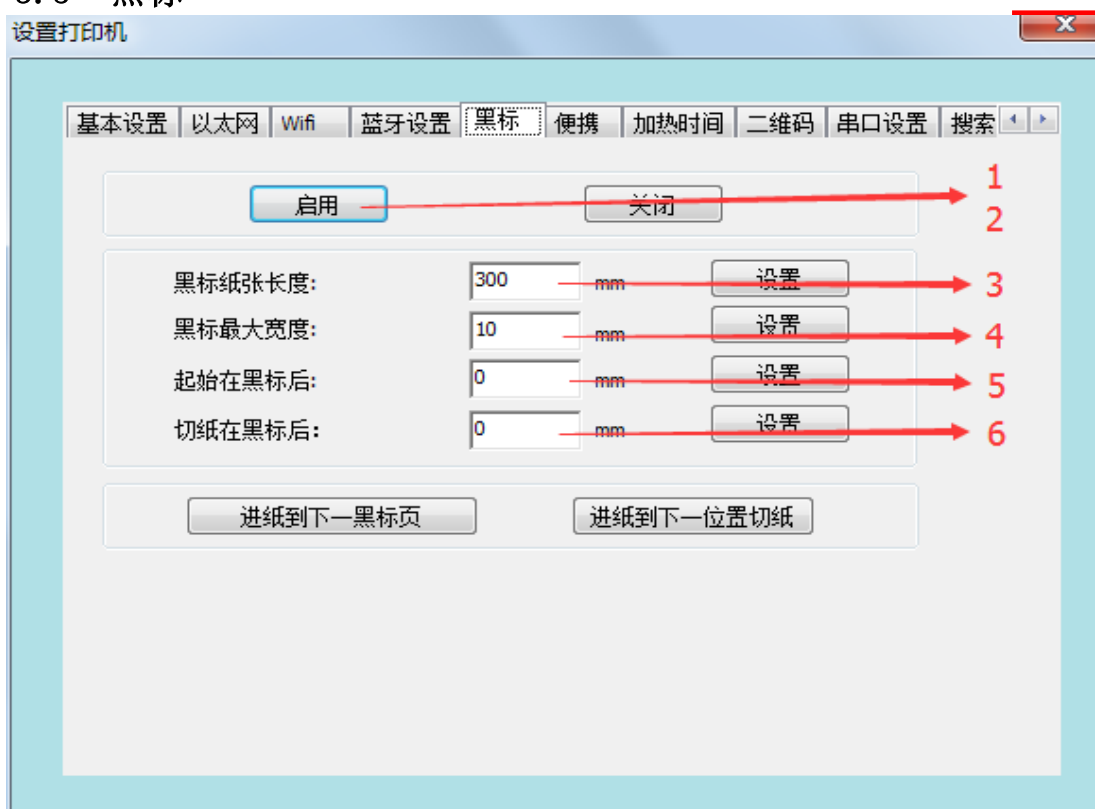 黑标
设置打印机
X
基本设置 以太网 Wifi 蓝牙设置 黑标 便携 加热时间 二维码 串口设置 搜索
启用 关闭 1
2
黑标纸张长度: 300 mm 设置 3
黑标最大宽度: 10 mm 设置 4
起始在黑标后: 0 mm 设置 5
切纸在黑标后: 0 mm 设置 6
进纸到下一黑标页 进纸到下一位置切纸